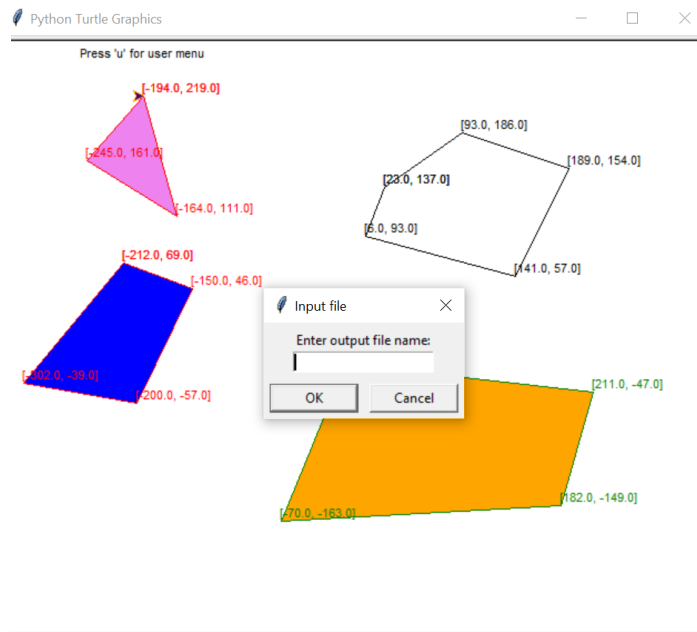 Python Turtle Graphics
Press 'u' for user menu
[-194.0, 219.0]
[-245.0, 161.0]
[-164.0, 111.0]
[93.0, 186.0]
[189.0, 154.0]
[23.0, 137.0]
[6.0, 93.0]
[141.0, 57.0]
[-212.0, 69.0]
[-150.0, 46.0]
[-302.0, -39.0]
[-200.0, -57.0]
Input file
Enter output file name:
OK
Cancel
[211.0, -47.0]
[182.0, -149.0]
[-70.0, -163.0]